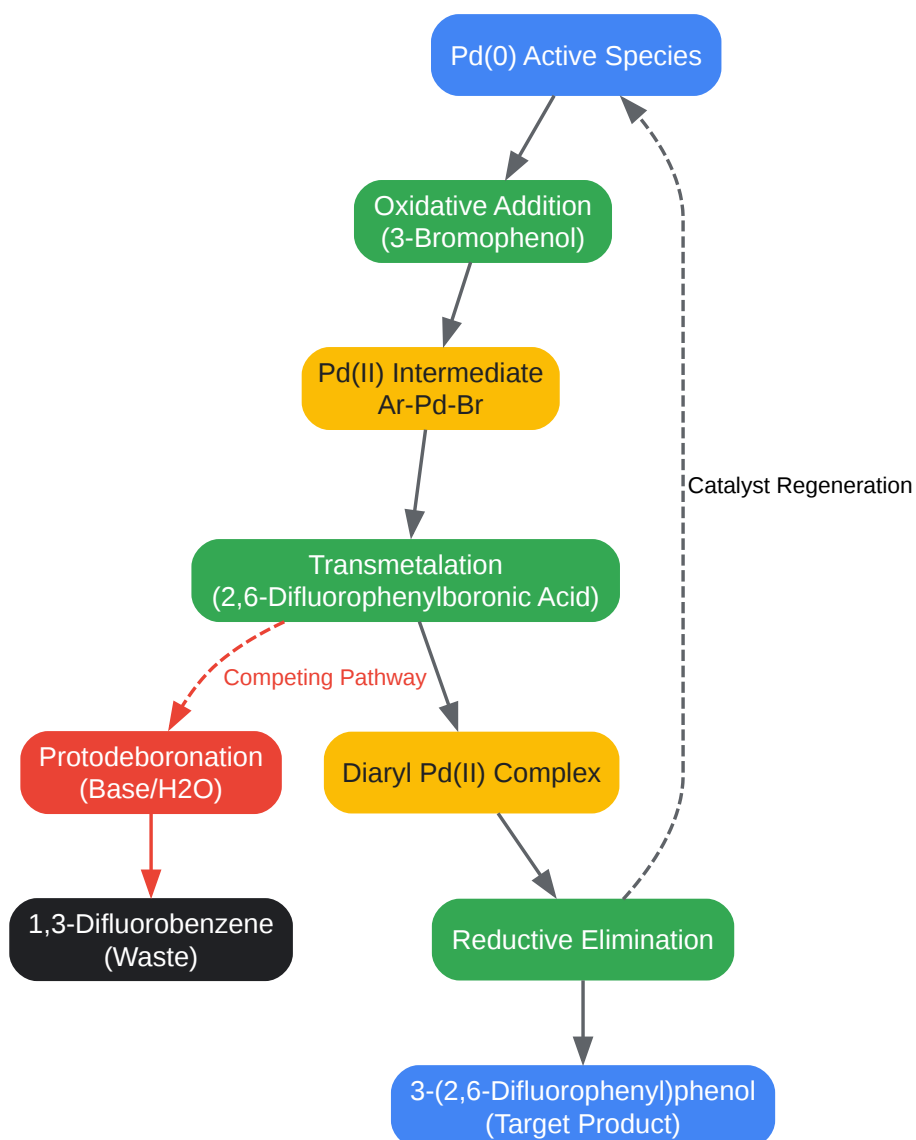 Pd(0) Active Species
Oxidative Addition
(3-Bromophenol)
Pd(II) Intermediate
Ar-Pd-Br
Catalyst Regeneration
Transmetalation
(2,6-Difluorophenylboronic Acid)
Competing Pathway
Protodeboronation
(Base/H2O)
Diaryl Pd(II) Complex
1,3-Difluorobenzene
(Waste)
Reductive Elimination
3-(2,6-Difluorophenyl)phenol
(Target Product)